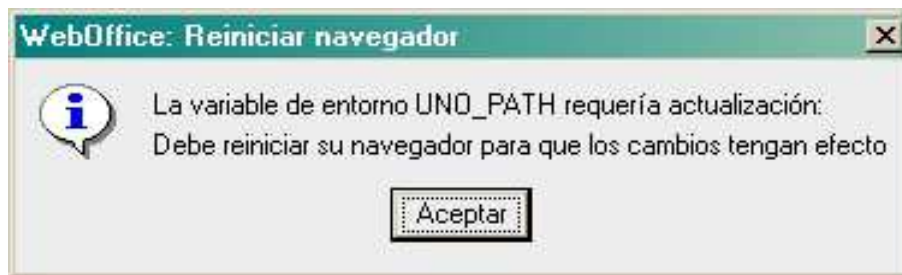 WebOffice: Reiniciar navegador
La variable de entorno UNO_PATH requería actualización:
Debe reiniciar su navegador para que los cambios tengan efecto
Aceptar